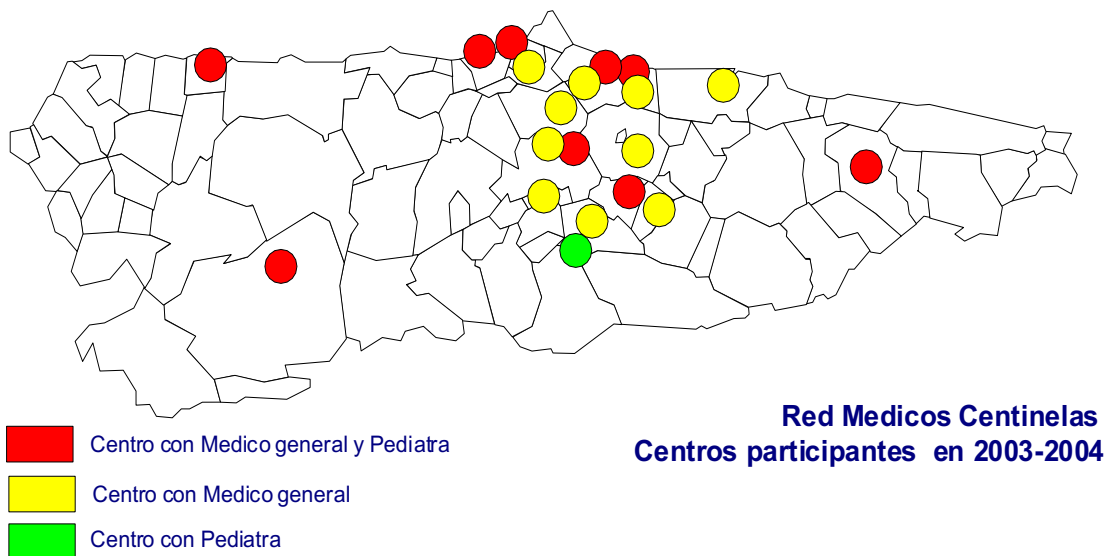 Red Medicos Centinelas
Centros participantes en 2003-2004
Centro con Medico general y Pediatra
Centro con Medico general
Centro con Pediatra